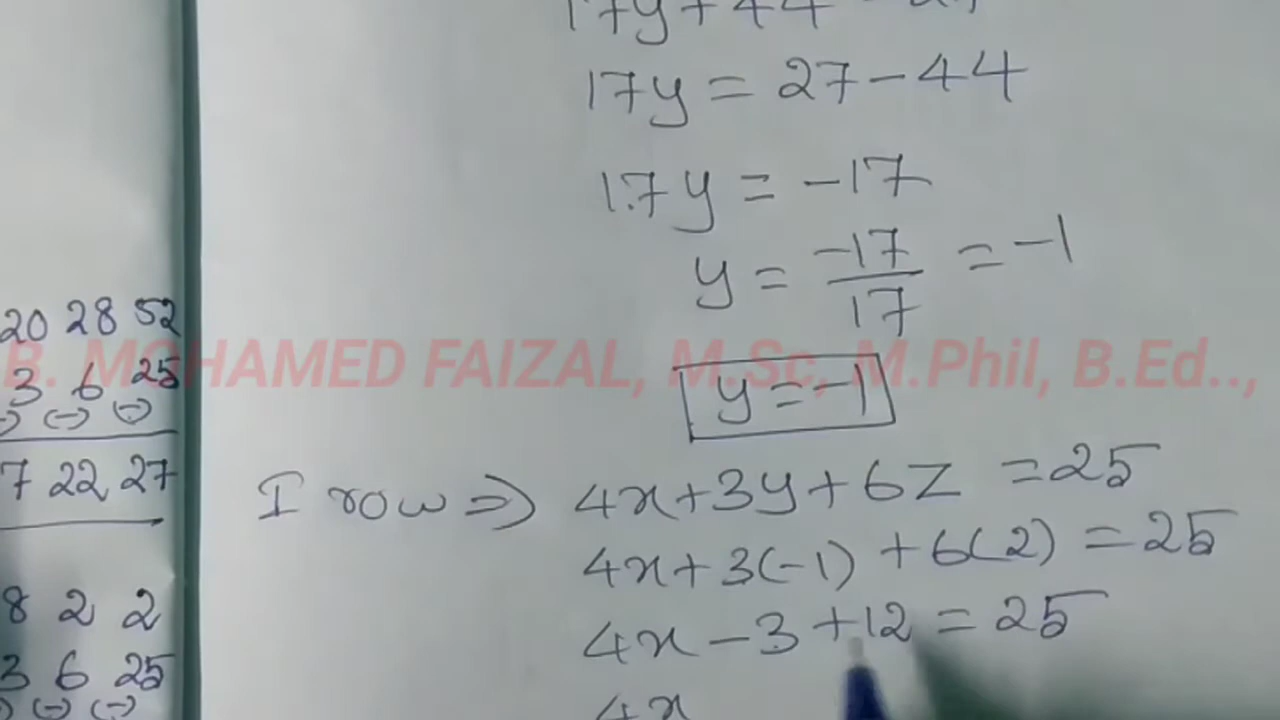 17y + 44
17y = 27 - 44
17y = -17
y = -17/17 = -1
y = -1
I row ⇒ 4x + 3y + 6z = 25
4x + 3(-1) + 6(2) = 25
4x - 3 + 12 = 25
4x
20 28 52
3 6 25
(-) (-)
7 22 27
8 2 2
3 6 25
(-) (-)
B. MOHAMED FAIZAL, M.Sc, M.Phil, B.Ed..,